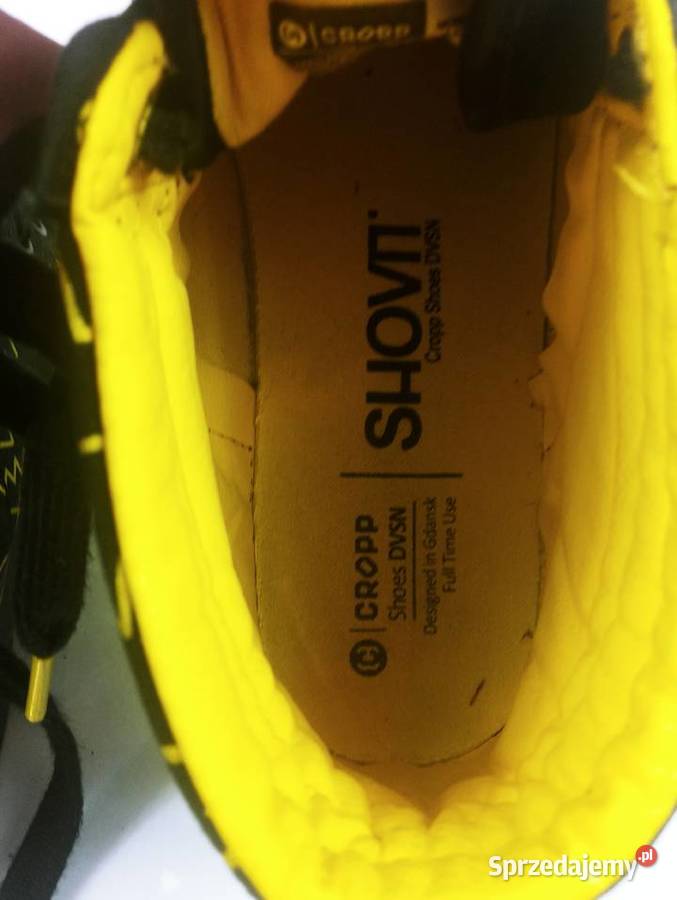 CROPP
SHOVIT
Cropp Shoes DVSN
CROPP
Shoes DVSN
Designed in Gdansk
Full Time Use
Sprzedajemy.pl